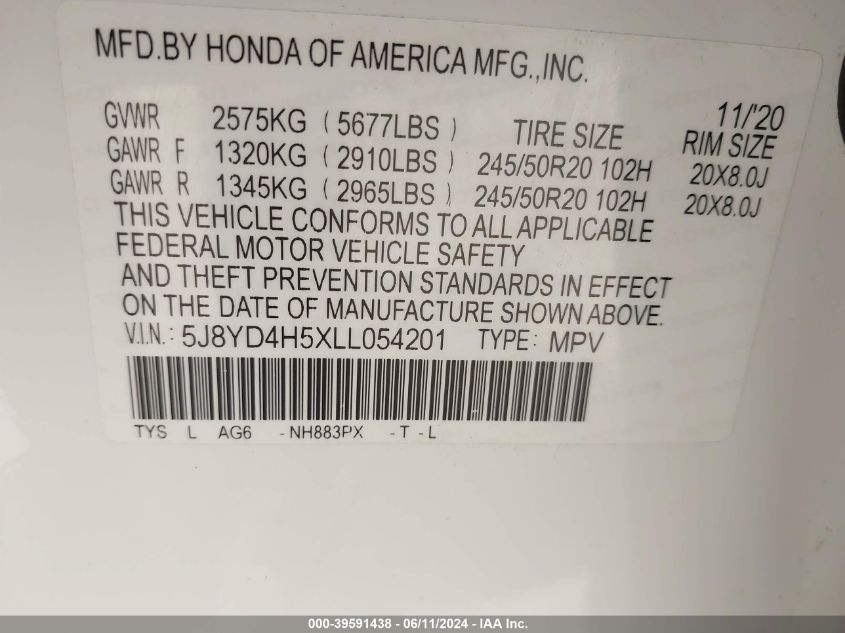 MFD.BY HONDA OF AMERICA MFG.,INC.
11/'20
GVWR 2575KG ( 5677LBS ) TIRE SIZE RIM SIZE
GAWR F 1320KG ( 2910LBS ) 245/50R20 102H 20X8.0J
GAWR R 1345KG ( 2965LBS ) 245/50R20 102H 20X8.0J
THIS VEHICLE CONFORMS TO ALL APPLICABLE
FEDERAL MOTOR VEHICLE SAFETY
AND THEFT PREVENTION STANDARDS IN EFFECT
ON THE DATE OF MANUFACTURE SHOWN ABOVE.
V.I.N.: 5J8YD4H5XLL054201 TYPE: MPV
TYS L AG6 -NH883PX -T -L
000-39591438 - 06/11/2024 - IAA Inc.